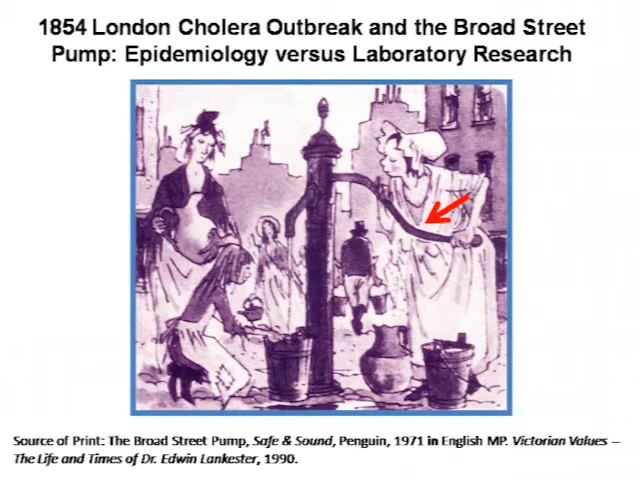 1854 London Cholera Outbreak and the Broad Street
Pump: Epidemiology versus Laboratory Research
Source of Print: The Broad Street Pump, Safe & Sound, Penguin, 1971 in English MP. Victorian Values –
The Life and Times of Dr. Edwin Lankester, 1990.